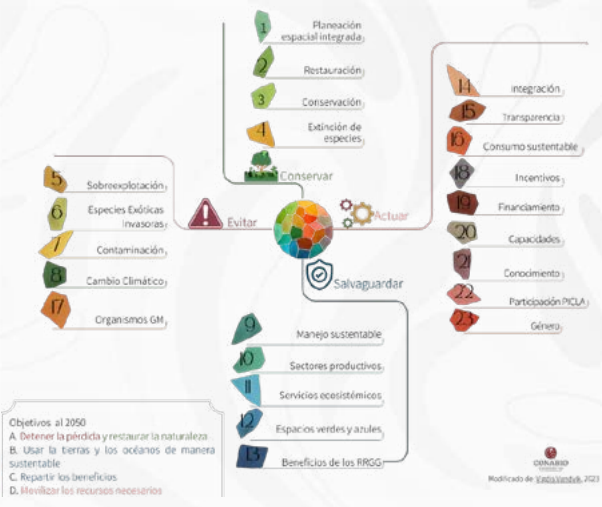 1
Planeación
espacial integrada
2
Restauración
3
Conservación
4
Extinción de
especies
Conservar
5
Sobreexplotación
6
Especies Exóticas
Invasoras
7
Contaminación
8
Cambio Climático
17
Organismos GM
Evitar
Actuar
14
Integración
15
Transparencia
16
Consumo sustentable
18
Incentivos
19
Financiamiento
20
Capacidades
21
Conocimiento
22
Participación PICLA
23
Género
Salvaguardar
9
Manejo sustentable
10
Sectores productivos
11
Servicios ecosistémicos
12
Espacios verdes y azules
13
Beneficios de los RRGG
Objetivos al 2050
A. Detener la pérdida y restaurar la naturaleza
B. Usar la tierras y los océanos de manera
sustentable
C. Repartir los beneficios
D. Movilizar los recursos necesarios
CONABIO
Modificado de 2023